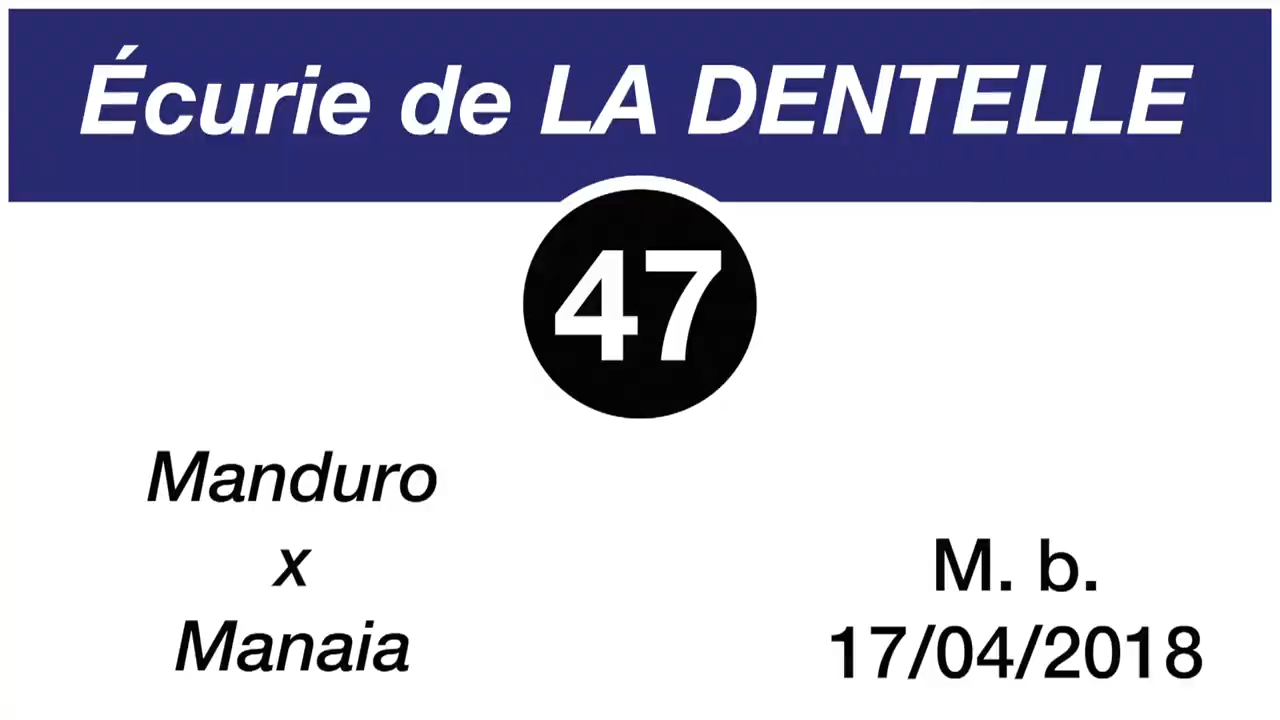 Écurie de LA DENTELLE
47
Manduro
x
Manaia
M. b.
17/04/2018